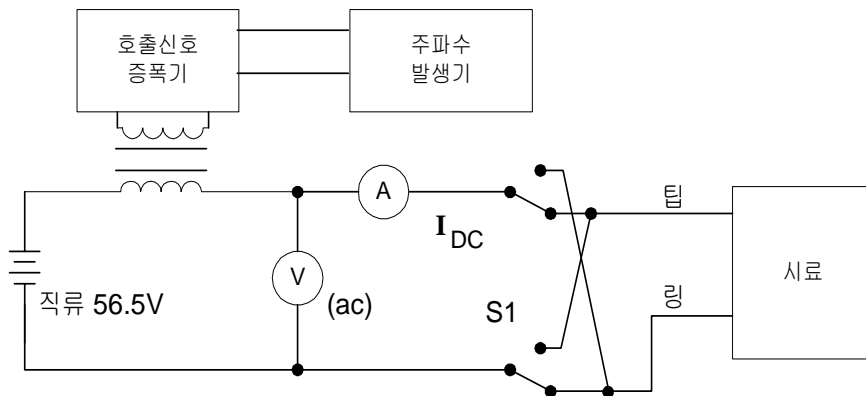 호출신호
증폭기
주파수
발생기
A
I DC
팁
V
(ac)
직류 56.5V
S1
링
시료